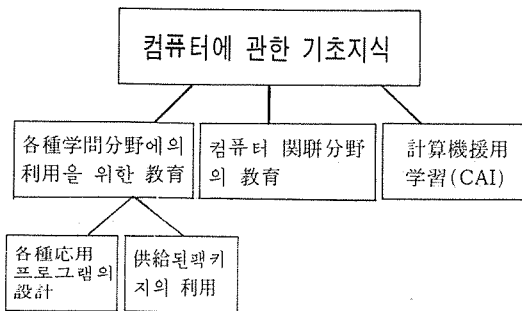 컴퓨터에 관한 기초지식
各種学問分野에의
利用을 위한 教育
컴퓨터 関聯分野
의 教育
計算機援用
学習(CAI)
各種応用
프로그램의
設計
供給된팩키
지의 利用